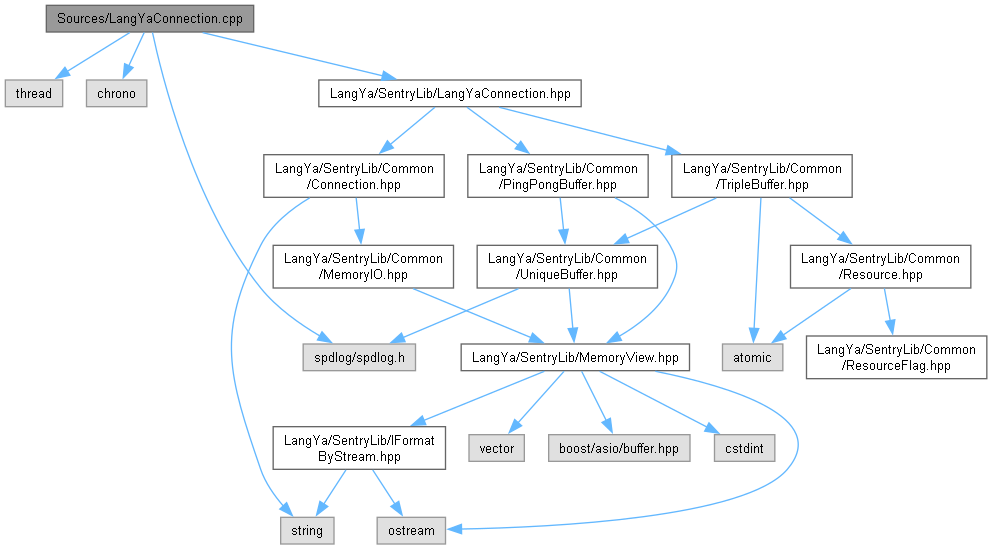 Sources/LangYaConnection.cpp
thread
chrono
LangYa/SentryLib/LangYaConnection.hpp
LangYa/SentryLib/Common
/Connection.hpp
LangYa/SentryLib/Common
/PingPongBuffer.hpp
LangYa/SentryLib/Common
/TripleBuffer.hpp
LangYa/SentryLib/Common
/MemoryIO.hpp
LangYa/SentryLib/Common
/UniqueBuffer.hpp
LangYa/SentryLib/Common
/Resource.hpp
spdlog/spdlog.h
LangYa/SentryLib/MemoryView.hpp
atomic
LangYa/SentryLib/Common
/ResourceFlag.hpp
LangYa/SentryLib/IFormat
ByStream.hpp
vector
boost/asio/buffer.hpp
cstdint
string
ostream